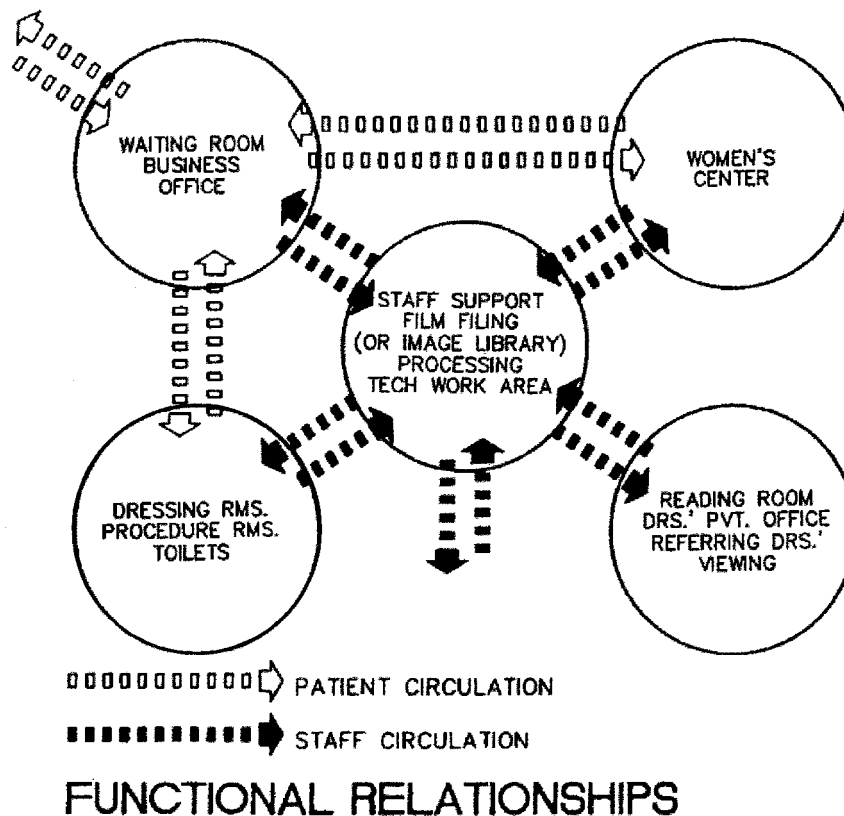 WAITING ROOM
BUSINESS
OFFICE
WOMEN'S
CENTER
STAFF SUPPORT
FILM FILING
(OR IMAGE LIBRARY)
PROCESSING
TECH WORK AREA
DRESSING RMS.
PROCEDURE RMS.
TOILETS
READING ROOM
DRS.' PVT. OFFICE
REFERRING DRS.'
VIEWING
PATIENT CIRCULATION
STAFF CIRCULATION
FUNCTIONAL RELATIONSHIPS